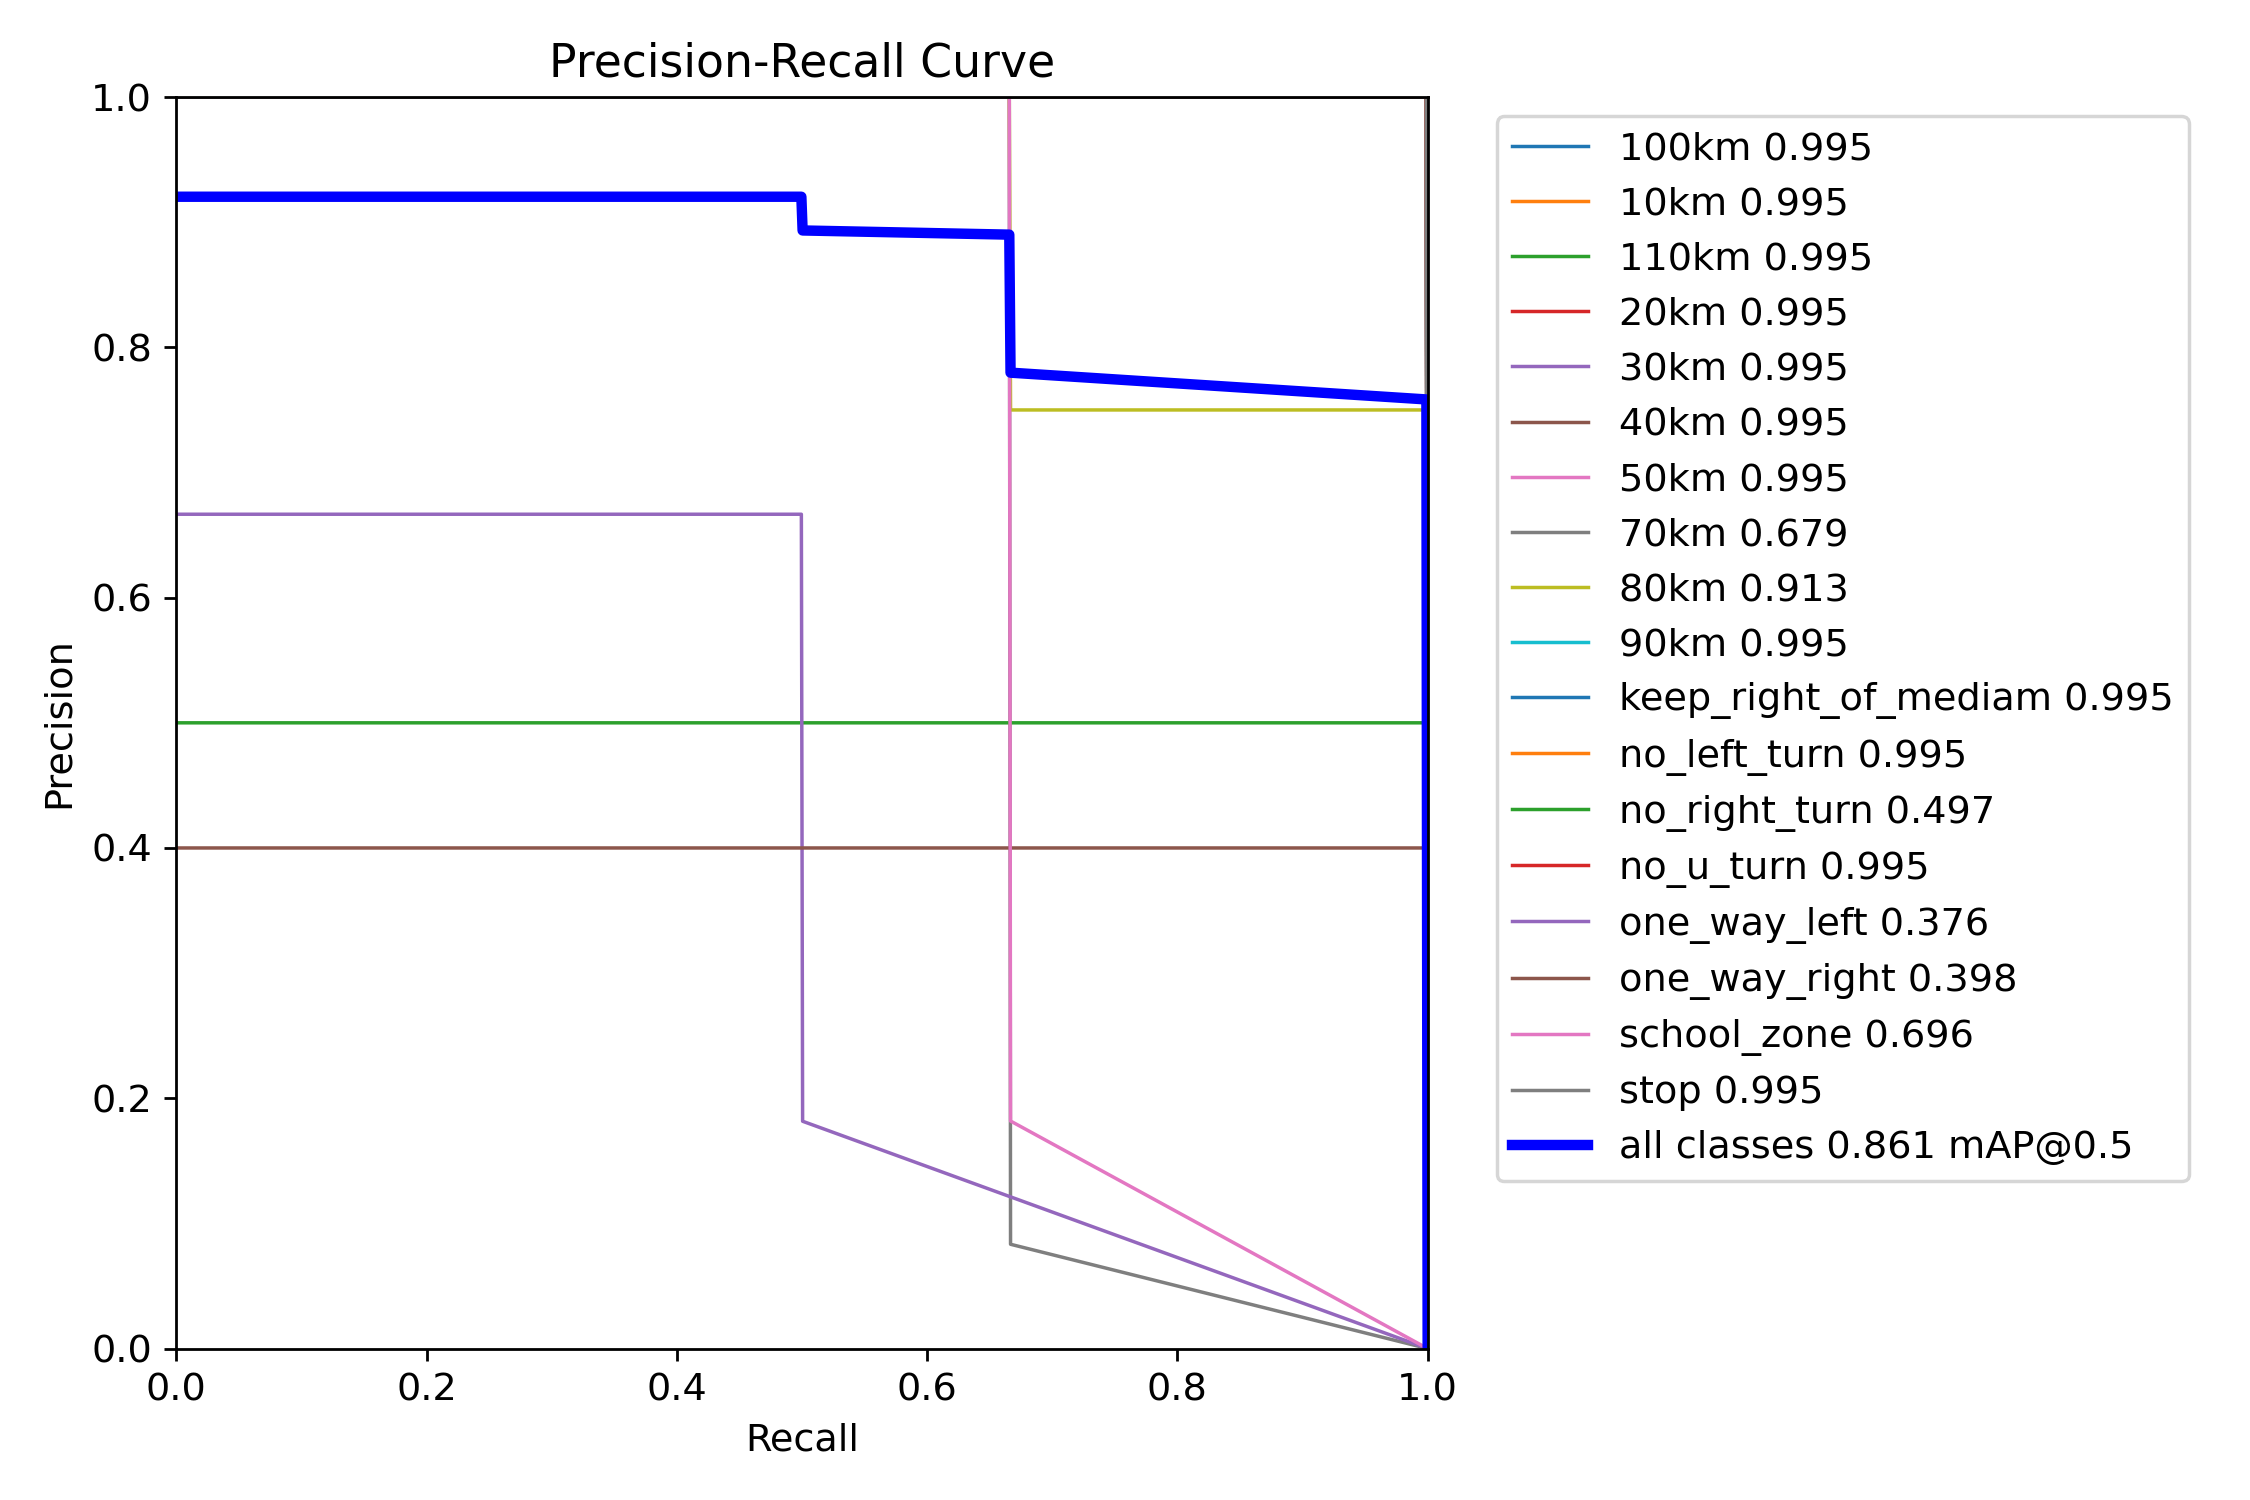 Precision-Recall Curve
1.0
0.8
0.6
0.4
0.2
0.0
Precision
0.0 0.2 0.4 0.6 0.8 1.0
Recall
100km 0.995
10km 0.995
110km 0.995
20km 0.995
30km 0.995
40km 0.995
50km 0.995
70km 0.679
80km 0.913
90km 0.995
keep_right_of_mediam 0.995
no_left_turn 0.995
no_right_turn 0.497
no_u_turn 0.995
one_way_left 0.376
one_way_right 0.398
school_zone 0.696
stop 0.995
all classes 0.861 mAP@0.5